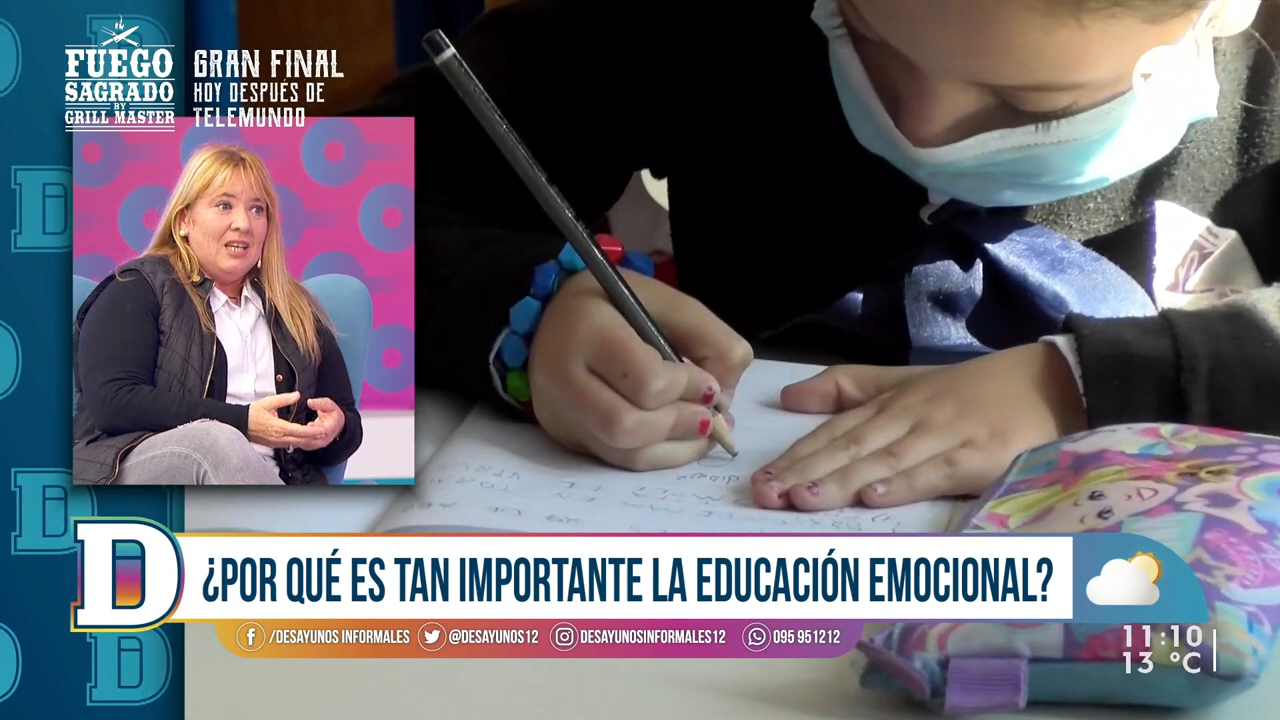 FUEGO
SAGRADO
BY
GRILL MASTER
GRAN FINAL
HOY DESPUÉS DE
TELEMUNDO
D
¿POR QUÉ ES TAN IMPORTANTE LA EDUCACIÓN EMOCIONAL?
/DESAYUNOS INFORMALES
@DESAYUNOS12
DESAYUNOSINFORMALES12
095 951212
11:10
13 °C